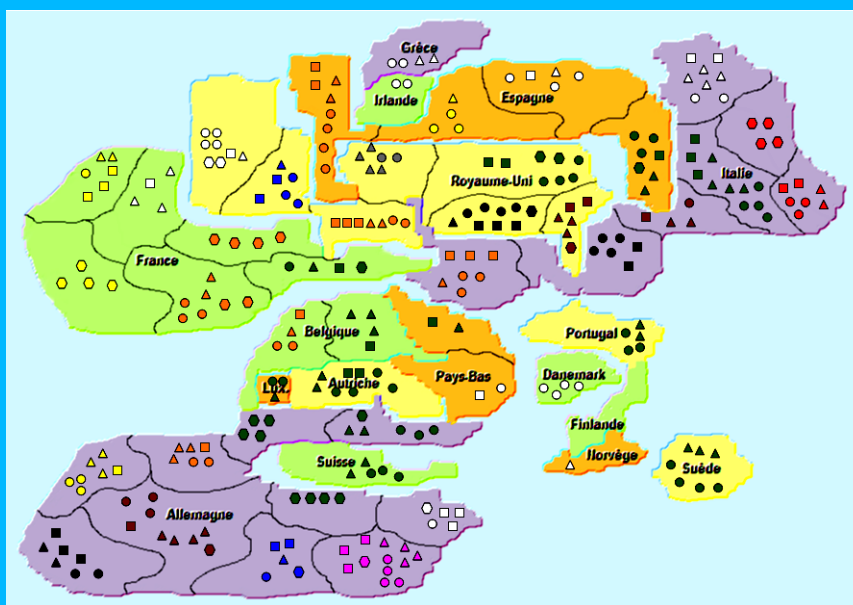 Grèce
Irlande
Espagne
Italie
Royaume-Uni
France
Belgique
Portugal
Lux.
Autriche
Pays-Bas
Danemark
Finlande
Norvège
Suisse
Suède
Allemagne